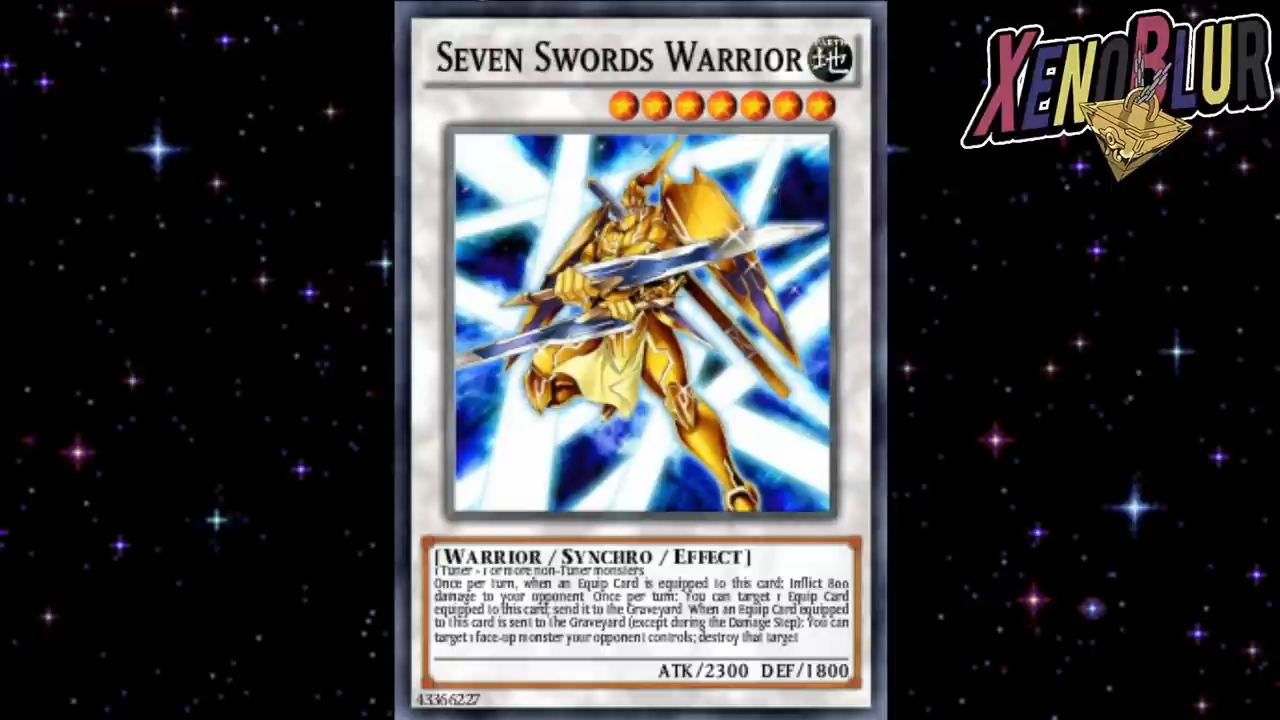 SEVEN SWORDS WARRIOR
EARTH
地
XENOBLUR
[WARRIOR / SYNCHRO / EFFECT]
1 Tuner + 1 or more non-Tuner monsters
Once per turn, when an Equip Card is equipped to this card: Inflict 800
damage to your opponent. Once per turn: You can target 1 Equip Card
equipped to this card; send it to the Graveyard. When an Equip Card equipped
to this card is sent to the Graveyard (except during the Damage Step): You can
target 1 face-up monster your opponent controls; destroy that target.
ATK/2300 DEF/1800
43366227